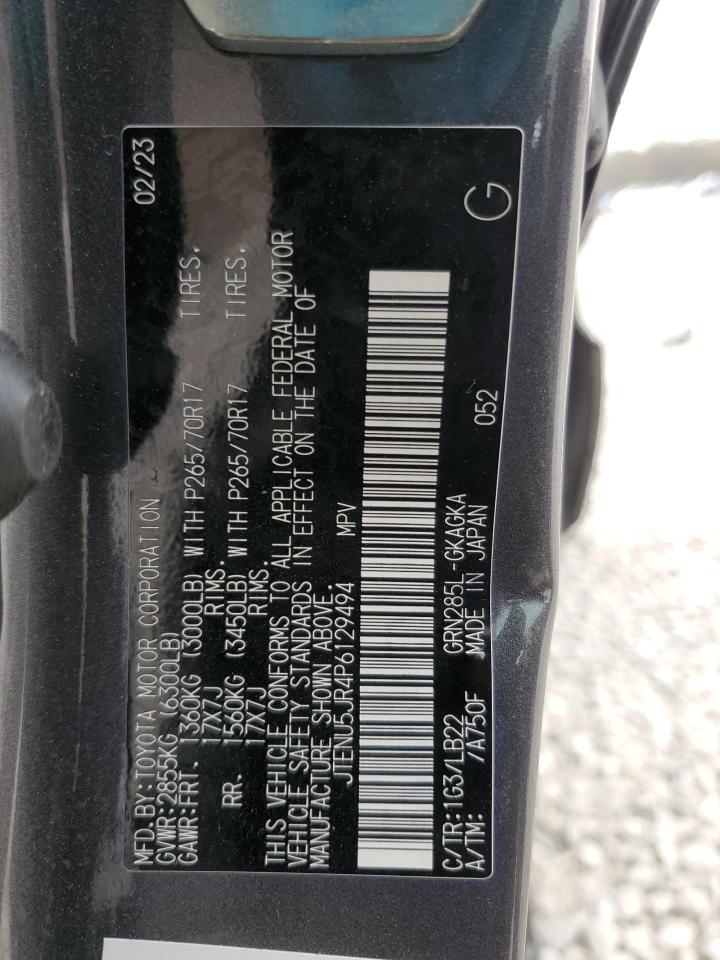 MFD.BY:TOYOTA MOTOR CORPORATION 02/23
GVWR:2855KG (6300LB)
GAWR:FRT. 1360KG (3000LB) WITH P265/70R17 TIRES,
17X7J RIMS.
RR. 1560KG (3450LB) WITH P265/70R17 TIRES,
17X7J RIMS.
THIS VEHICLE CONFORMS TO ALL APPLICABLE FEDERAL MOTOR
VEHICLE SAFETY STANDARDS IN EFFECT ON THE DATE OF
MANUFACTURE SHOWN ABOVE.
JTENU5JR4P6129494 MPV
052
C/TR:1G3/LB22 GRN285L-GKAGKA
A/TM: /A750F MADE IN JAPAN
G